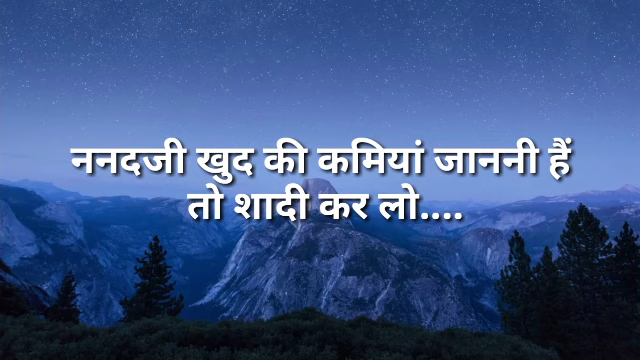 ननदजी खुद की कमियां जाननी हैं
तो शादी कर लो....